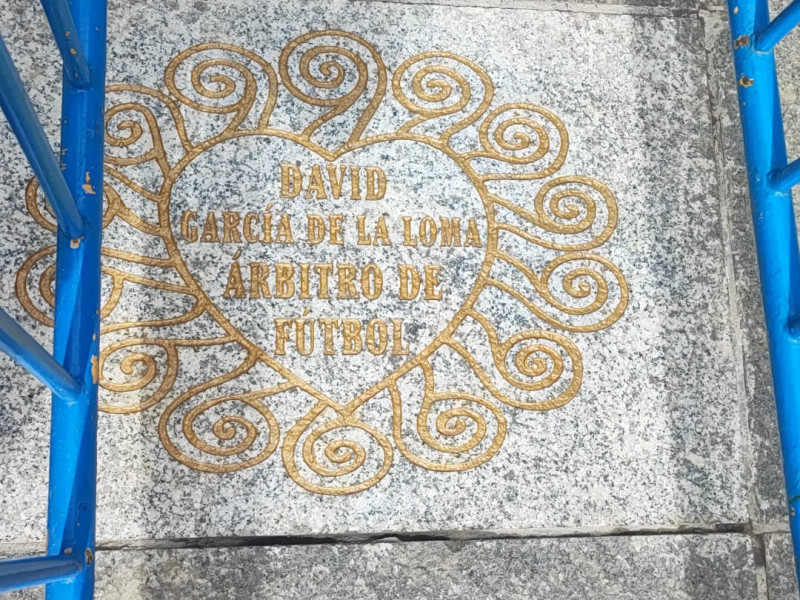 DAVID
GARCÍA DE LA LOMA
ÁRBITRO DE
FÚTBOL